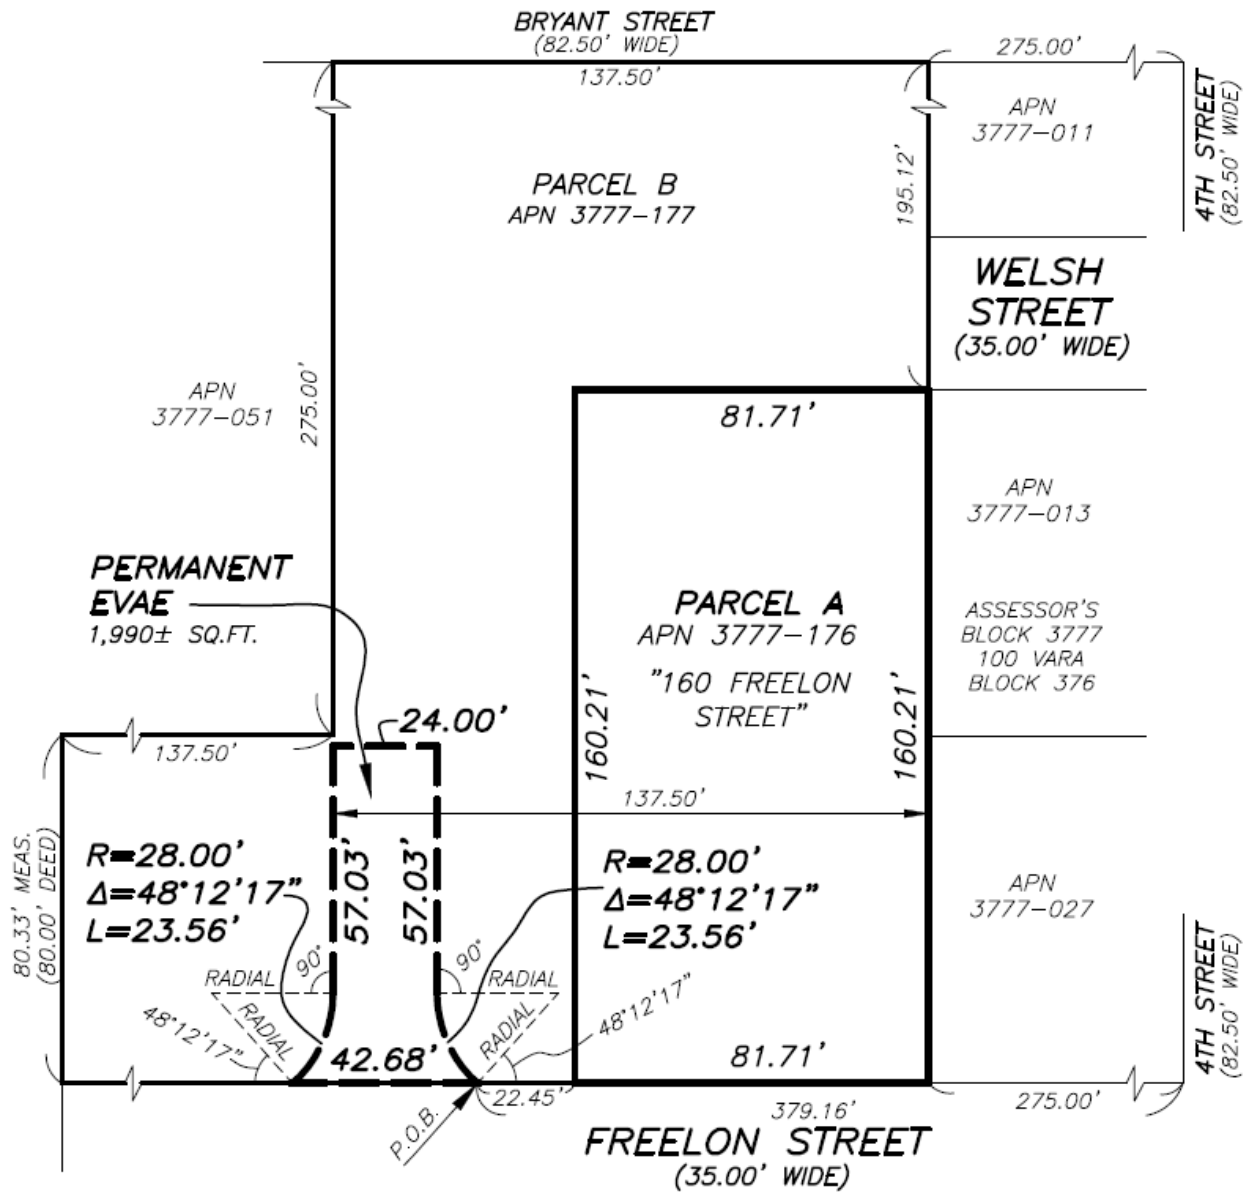 BRYANT STREET
(82.50' WIDE)
137.50'
275.00'
4TH STREET
(82.50' WIDE)
APN
3777-011
195.12'
PARCEL B
APN 3777-177
WELSH
STREET
(35.00' WIDE)
APN
3777-051
275.00'
81.71'
APN
3777-013
PERMANENT
EVAE
1,990± SQ.FT.
PARCEL A
APN 3777-176
"160 FREELON
STREET"
160.21'
160.21'
ASSESSOR'S
BLOCK 3777
100 VARA
BLOCK 376
24.00'
137.50'
137.50'
80.33' MEAS.
(80.00' DEED)
R=28.00'
Δ=48°12'17"
L=23.56'
57.03'
57.03'
R=28.00'
Δ=48°12'17"
L=23.56'
APN
3777-027
90°
90°
RADIAL
RADIAL
RADIAL
RADIAL
48°12'17"
48°12'17"
42.68'
81.71'
4TH STREET
(82.50' WIDE)
P.O.B.
22.45'
379.16'
275.00'
FREELON STREET
(35.00' WIDE)